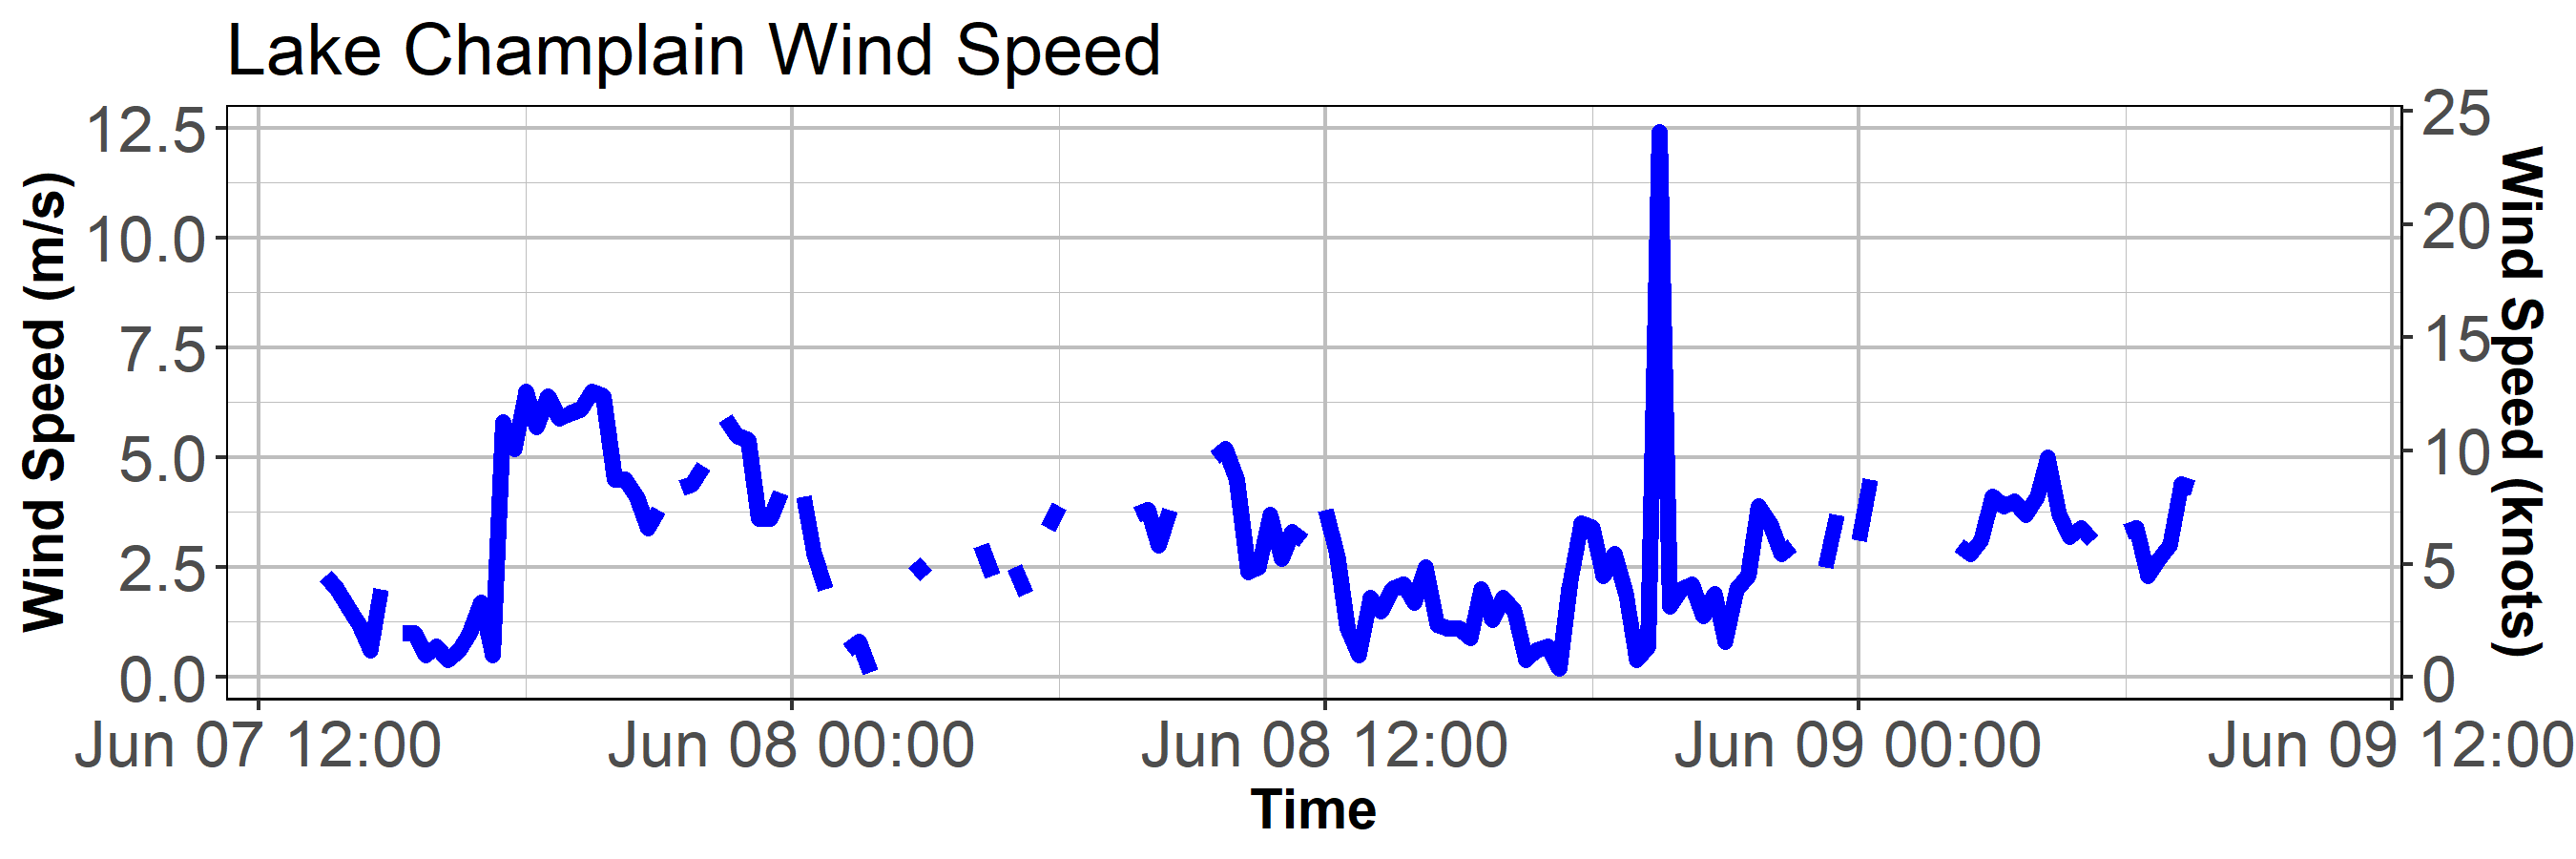 Lake Champlain Wind Speed
Wind Speed (m/s)
12.5
10.0
7.5
5.0
2.5
0.0
25
20
15
10
5
0
Wind Speed (knots)
Jun 07 12:00 Jun 08 00:00 Jun 08 12:00 Jun 09 00:00 Jun 09 12:00
Time